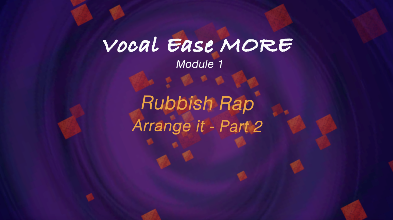 Vocal Ease MORE
Module 1
Rubbish Rap
Arrange it - Part 2